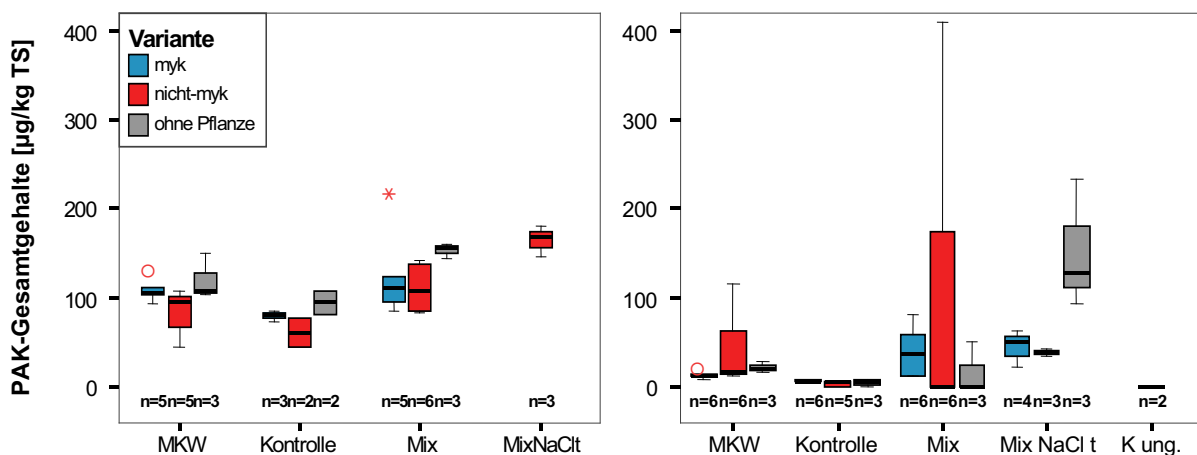 PAK-Gesamtgehalte [µg/kg TS]
400
300
200
100
0
Variante
myk
nicht-myk
ohne Pflanze
n=5n=5n=3
n=3n=2n=2
n=5n=6n=3
n=3
MKW
Kontrolle
Mix
MixNaClt
400
300
200
100
0
n=6n=6n=3
n=6n=5n=3
n=6n=6n=3
n=4n=3n=3
n=2
MKW
Kontrolle
Mix
Mix NaCl t
K ung.